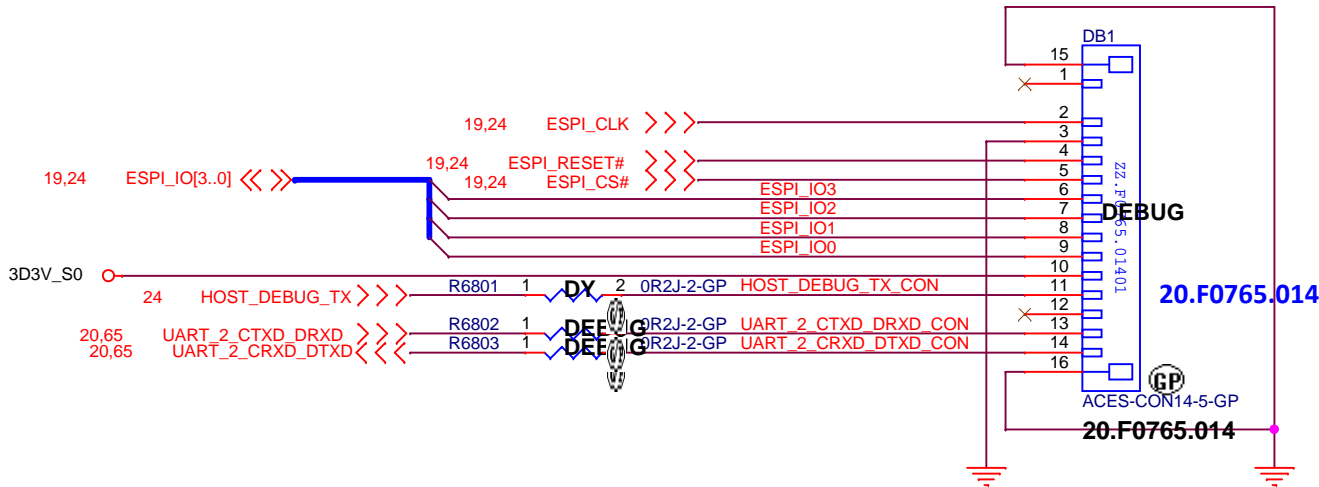 DB1
15
1
19,24 ESPI_CLK 2
3
19,24 ESPI_RESET# 4
19,24 ESPI_IO[3..0] 19,24 ESPI_CS# 5
ESPI_IO3 6
ESPI_IO2 7
DEBUG
ESPI_IO1 8
ESPI_IO0 9
3D3V_S0 10
24 HOST_DEBUG_TX R6801 1 DY 2 0R2J-2-GP HOST_DEBUG_TX_CON 11
20.F0765.014
12
20,65 UART_2_CTXD_DRXD R6802 1 0R2J-2-GP UART_2_CTXD_DRXD_CON 13
20,65 UART_2_CRXD_DTXD R6803 1 0R2J-2-GP UART_2_CRXD_DTXD_CON 14
16
GP
ACES-CON14-5-GP
20.F0765.014